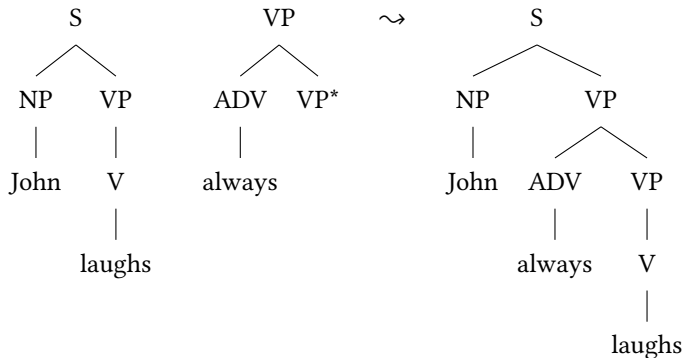 S VP ⤳ S
NP VP ADV VP* NP VP
John V always John ADV VP
laughs always V
laughs